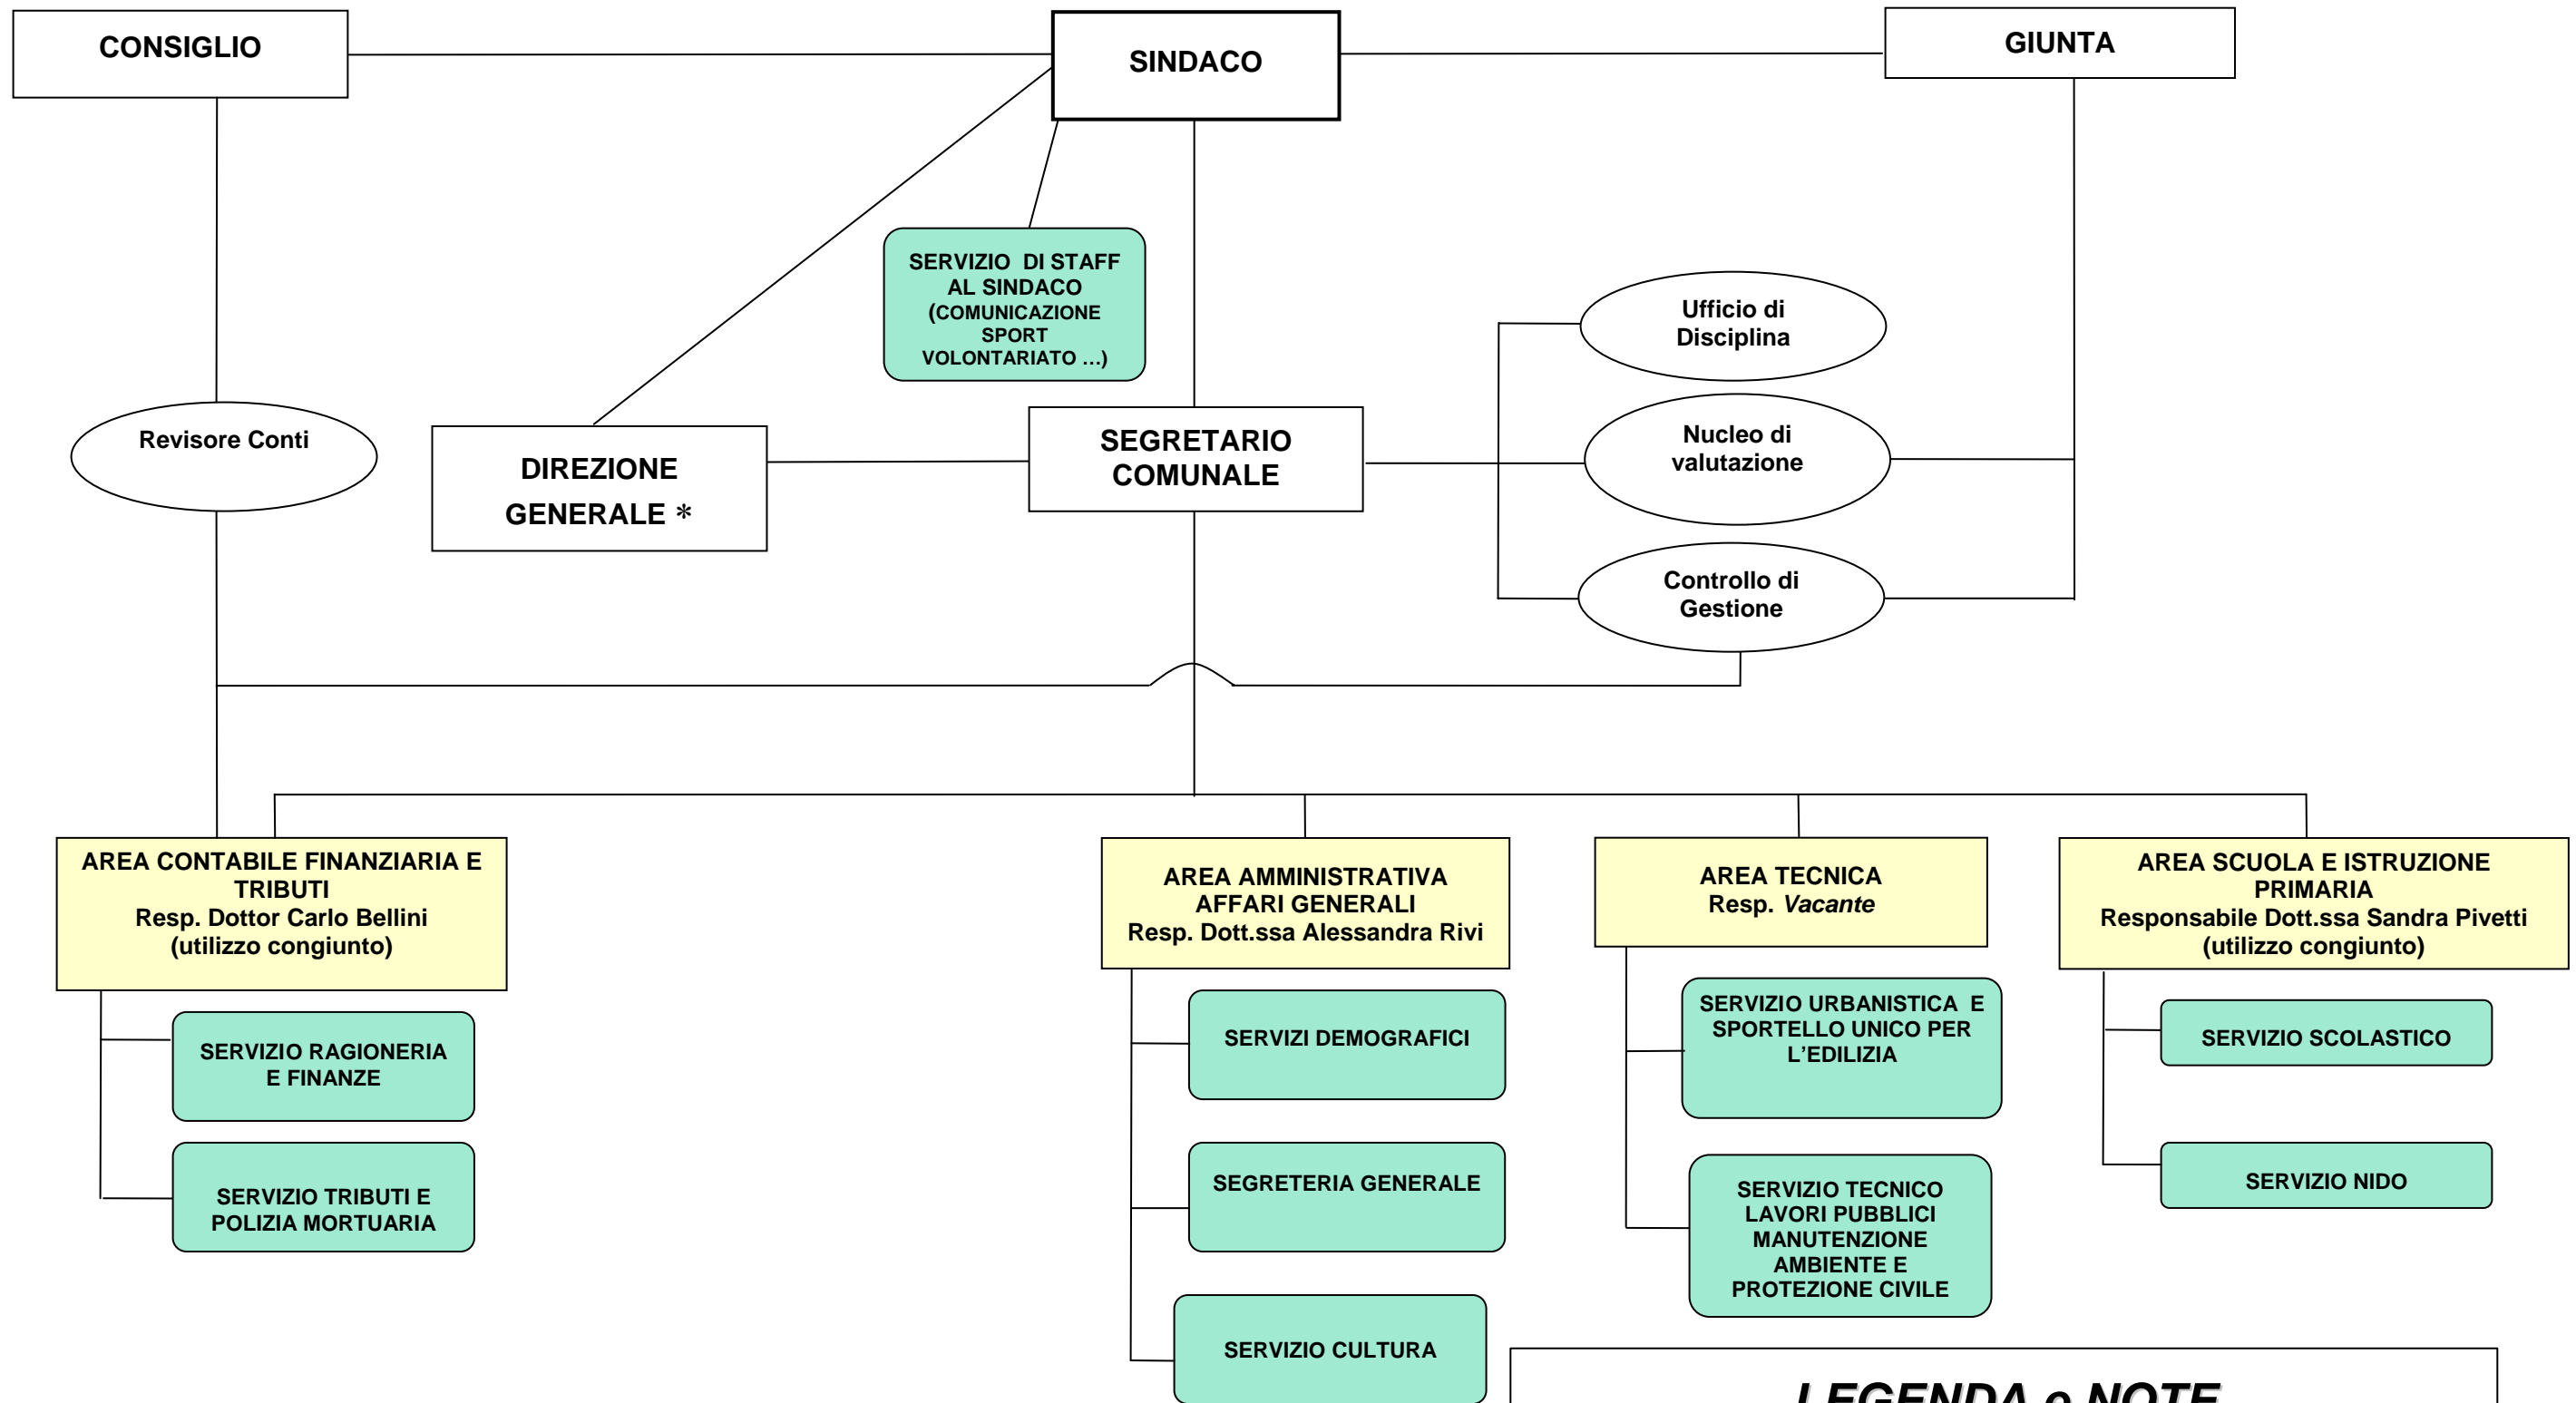 CONSIGLIO
SINDACO
GIUNTA
SERVIZIO DI STAFF
AL SINDACO
(COMUNICAZIONE
SPORT
VOLONTARIATO …)
Ufficio di
Disciplina
Revisore Conti
DIREZIONE
GENERALE *
SEGRETARIO
COMUNALE
Nucleo di
valutazione
Controllo di
Gestione
AREA CONTABILE FINANZIARIA E
TRIBUTI
Resp. Dottor Carlo Bellini
(utilizzo congiunto)
SERVIZIO RAGIONERIA
E FINANZE
SERVIZIO TRIBUTI E
POLIZIA MORTUARIA
AREA AMMINISTRATIVA
AFFARI GENERALI
Resp. Dott.ssa Alessandra Rivi
SERVIZI DEMOGRAFICI
SEGRETERIA GENERALE
SERVIZIO CULTURA
AREA TECNICA
Resp. Vacante
SERVIZIO URBANISTICA E
SPORTELLO UNICO PER
L’EDILIZIA
SERVIZIO TECNICO
LAVORI PUBBLICI
MANUTENZIONE
AMBIENTE E
PROTEZIONE CIVILE
AREA SCUOLA E ISTRUZIONE
PRIMARIA
Responsabile Dott.ssa Sandra Pivetti
(utilizzo congiunto)
SERVIZIO SCOLASTICO
SERVIZIO NIDO
LEGENDA e NOTE